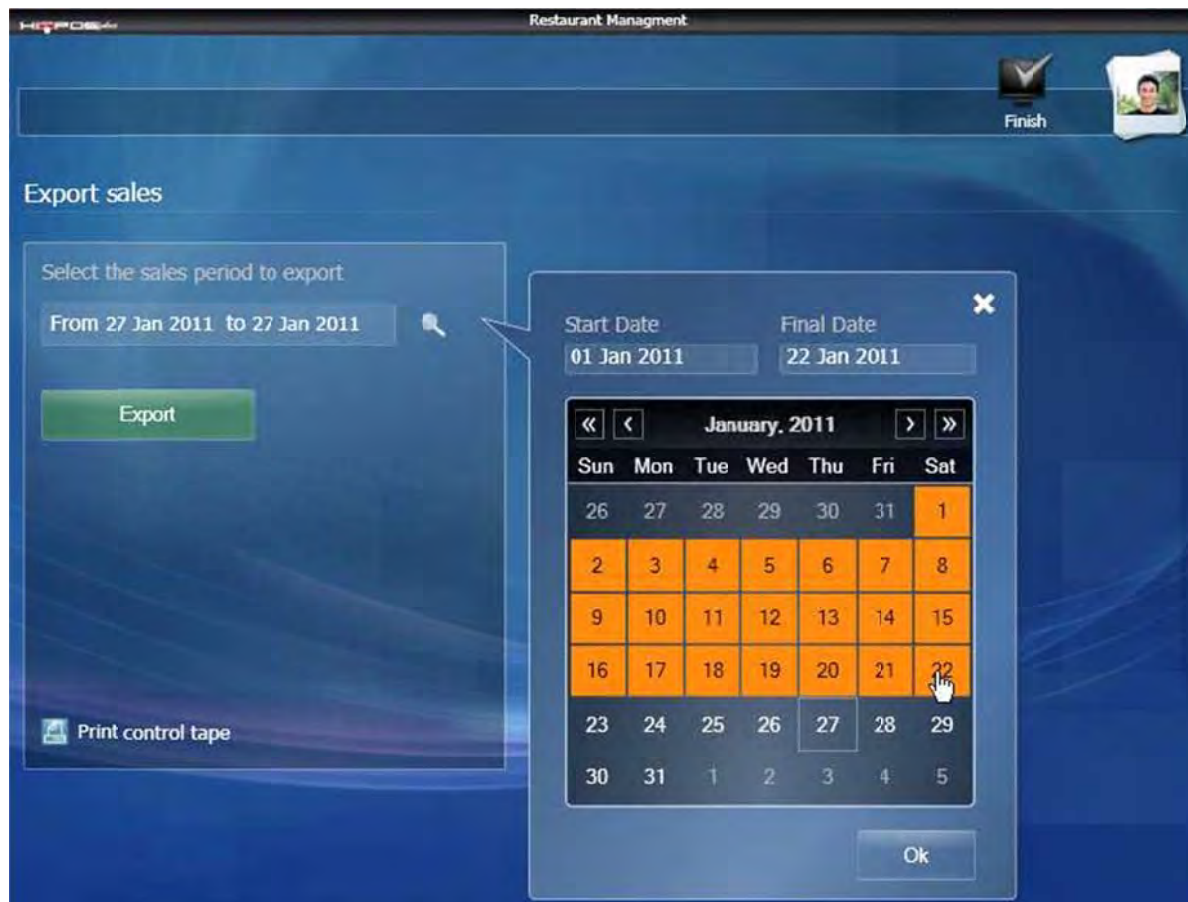 Restaurant Managment
Finish
Export sales
Select the sales period to export
From 27 Jan 2011 to 27 Jan 2011
Export
Print control tape
Start Date Final Date
01 Jan 2011 22 Jan 2011
« ‹ January, 2011 › »
Sun Mon Tue Wed Thu Fri Sat
26 27 28 29 30 31 1
2 3 4 5 6 7 8
9 10 11 12 13 14 15
16 17 18 19 20 21 22
23 24 25 26 27 28 29
30 31 1 2 3 4 5
Ok